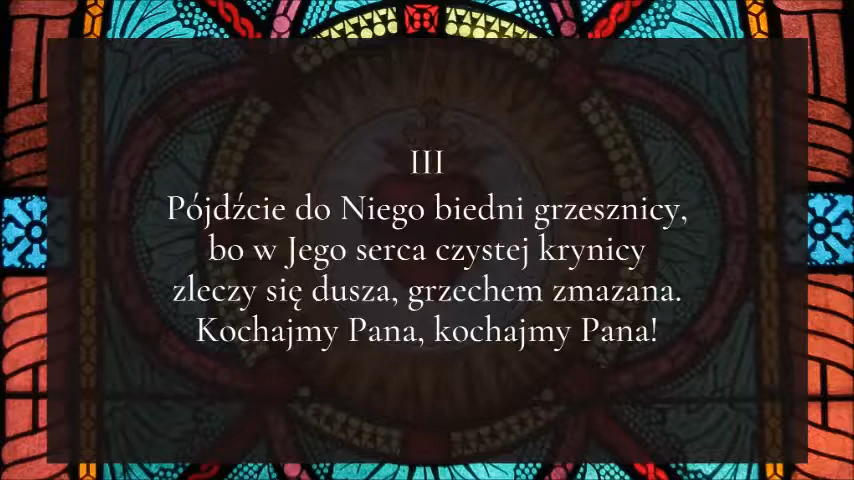 III
Pójdźcie do Niego biedni grzesznicy,
bo w Jego serca czystej krynicy
zleczy się dusza, grzechem zmazana.
Kochajmy Pana, kochajmy Pana!